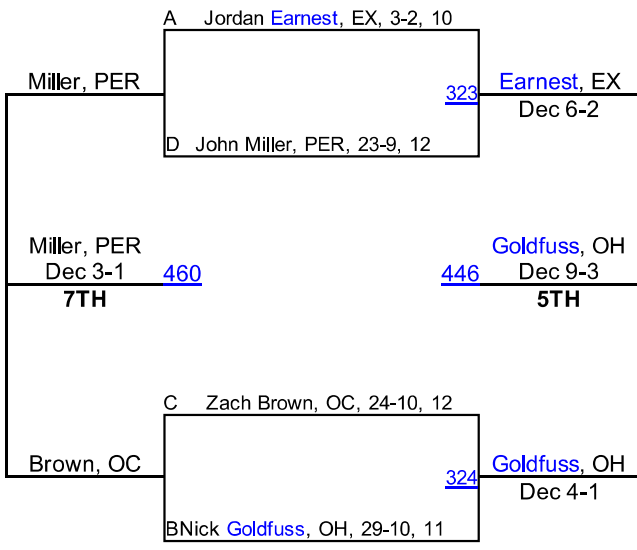 A Jordan Earnest, EX, 3-2, 10
Miller, PER
323
Earnest, EX
Dec 6-2
D John Miller, PER, 23-9, 12
Miller, PER
Dec 3-1
7TH
460
446
Goldfuss, OH
Dec 9-3
5TH
C Zach Brown, OC, 24-10, 12
Brown, OC
324
Goldfuss, OH
Dec 4-1
BNick Goldfuss, OH, 29-10, 11